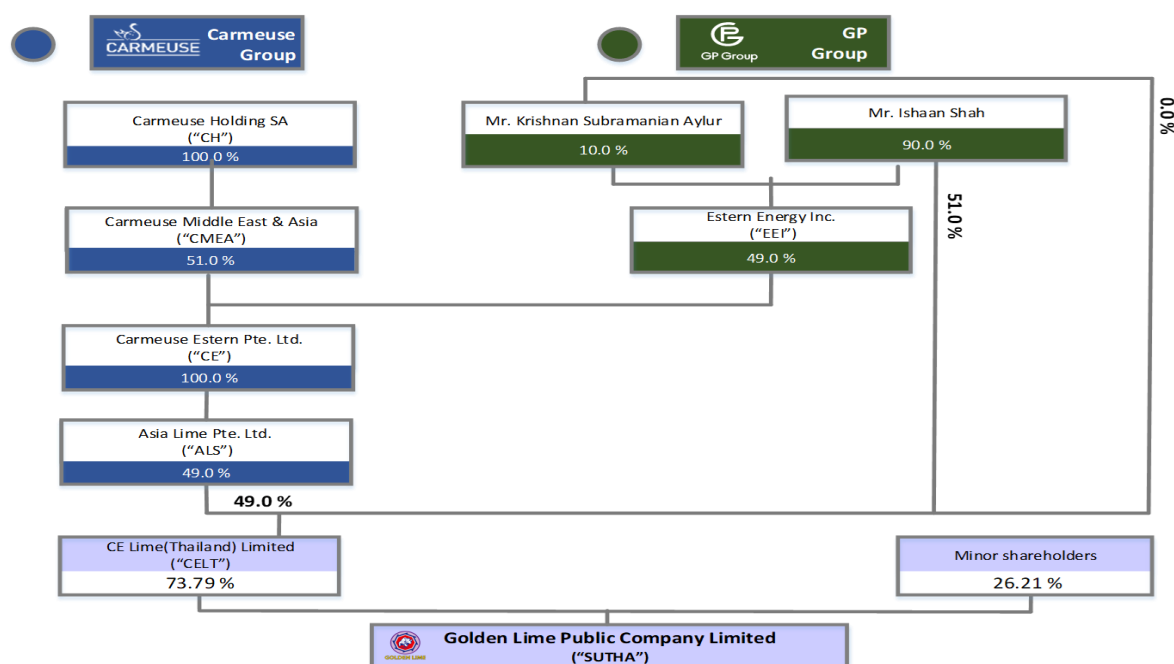 CARMEUSE
Carmeuse
Group
GP Group
GP
Group
Carmeuse Holding SA
("CH")
100.0 %
Mr. Krishnan Subramanian Aylur
10.0 %
Mr. Ishaan Shah
90.0 %
0.0 %
51.0 %
Carmeuse Middle East & Asia
("CMEA")
51.0 %
Estern Energy Inc.
("EEI")
49.0 %
Carmeuse Estern Pte. Ltd.
("CE")
100.0 %
Asia Lime Pte. Ltd.
("ALS")
49.0 %
49.0 %
CE Lime(Thailand) Limited
("CELT")
73.79 %
Minor shareholders
26.21 %
GOLDEN LIME
Golden Lime Public Company Limited
("SUTHA")